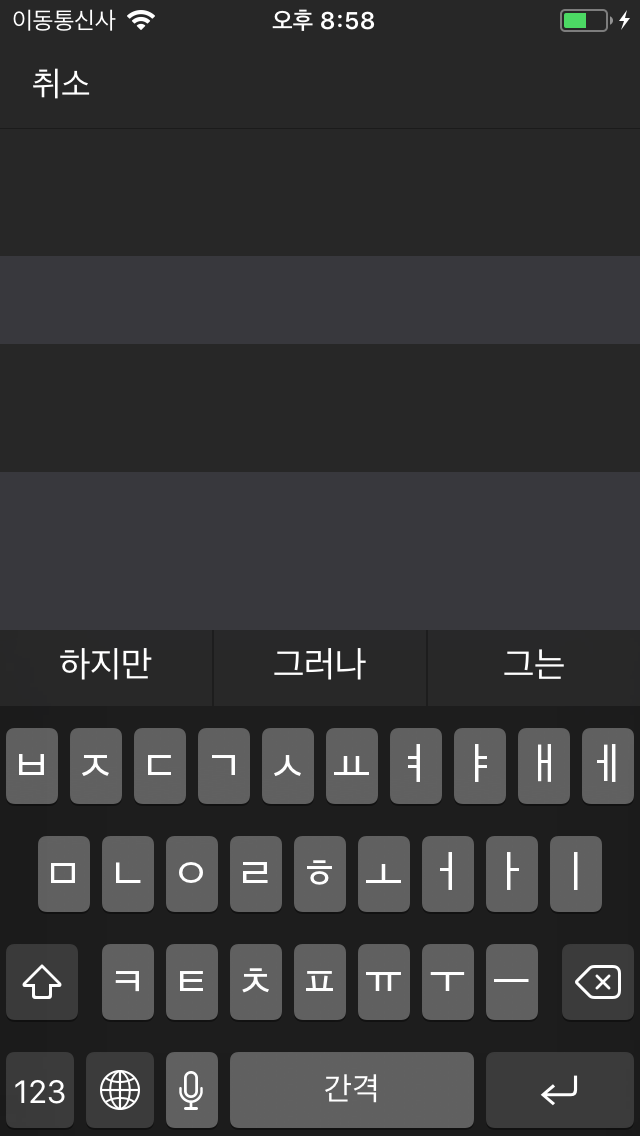 이동통신사 오후 8:58
취소
하지만 그러나 그는
ㅂ ㅈ ㄷ ㄱ ㅅ ㅛ ㅕ ㅑ ㅐ ㅔ
ㅁ ㄴ ㅇ ㄹ ㅎ ㅗ ㅓ ㅏ ㅣ
ㅋ ㅌ ㅊ ㅍ ㅠ ㅜ ㅡ
123 간격